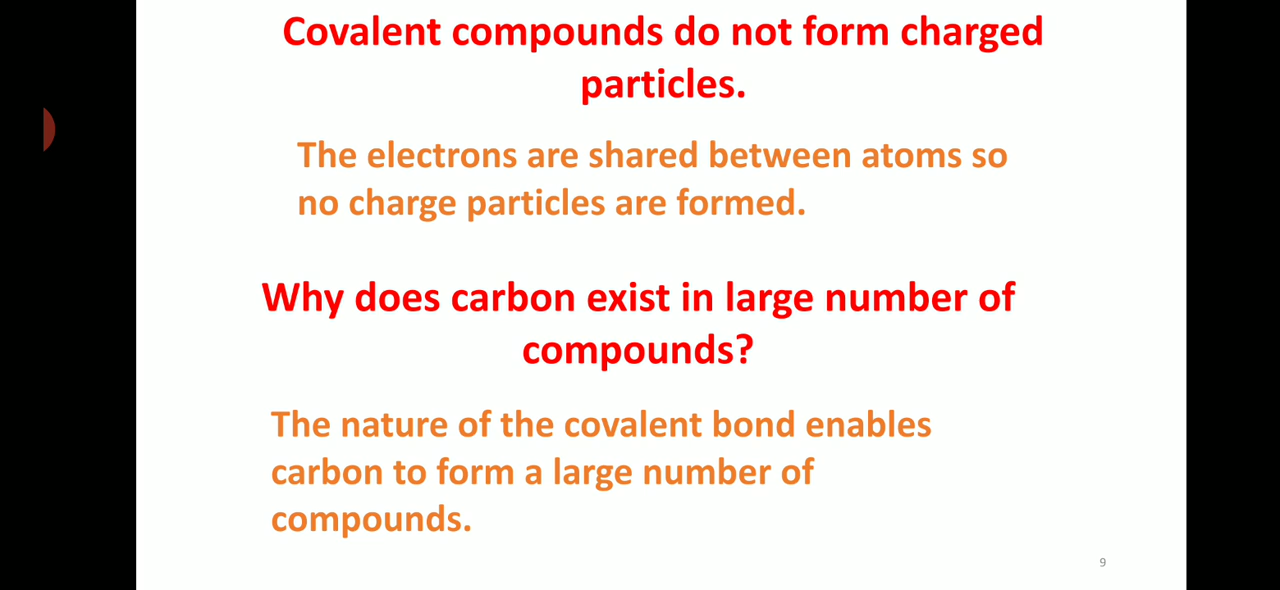 Covalent compounds do not form charged
particles.
The electrons are shared between atoms so
no charge particles are formed.
Why does carbon exist in large number of
compounds?
The nature of the covalent bond enables
carbon to form a large number of
compounds.
9